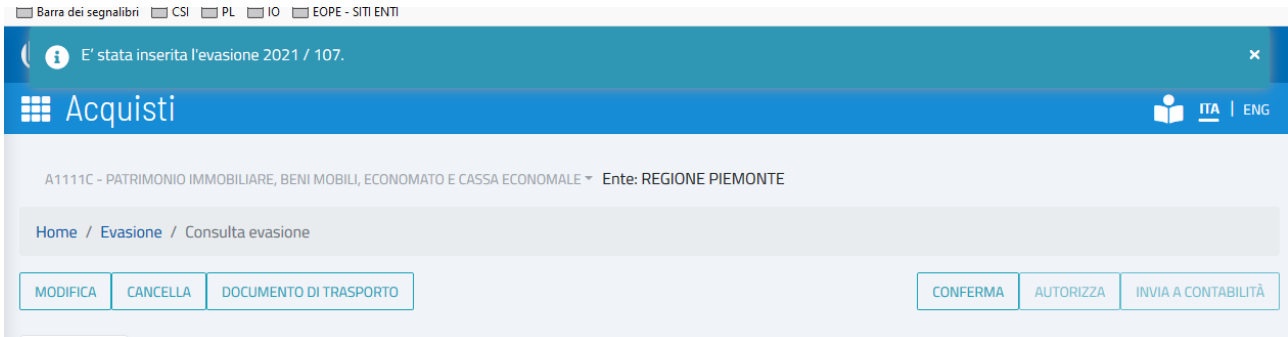 Barra dei segnalibri CSI PL IO EOPE - SITI ENTI
E' stata inserita l'evasione 2021 / 107. ×
Acquisti ITA | ENG
A1111C - PATRIMONIO IMMOBILIARE, BENI MOBILI, ECONOMATO E CASSA ECONOMALE Ente: REGIONE PIEMONTE
Home / Evasione / Consulta evasione
MODIFICA CANCELLA DOCUMENTO DI TRASPORTO CONFERMA AUTORIZZA INVIA A CONTABILITÀ